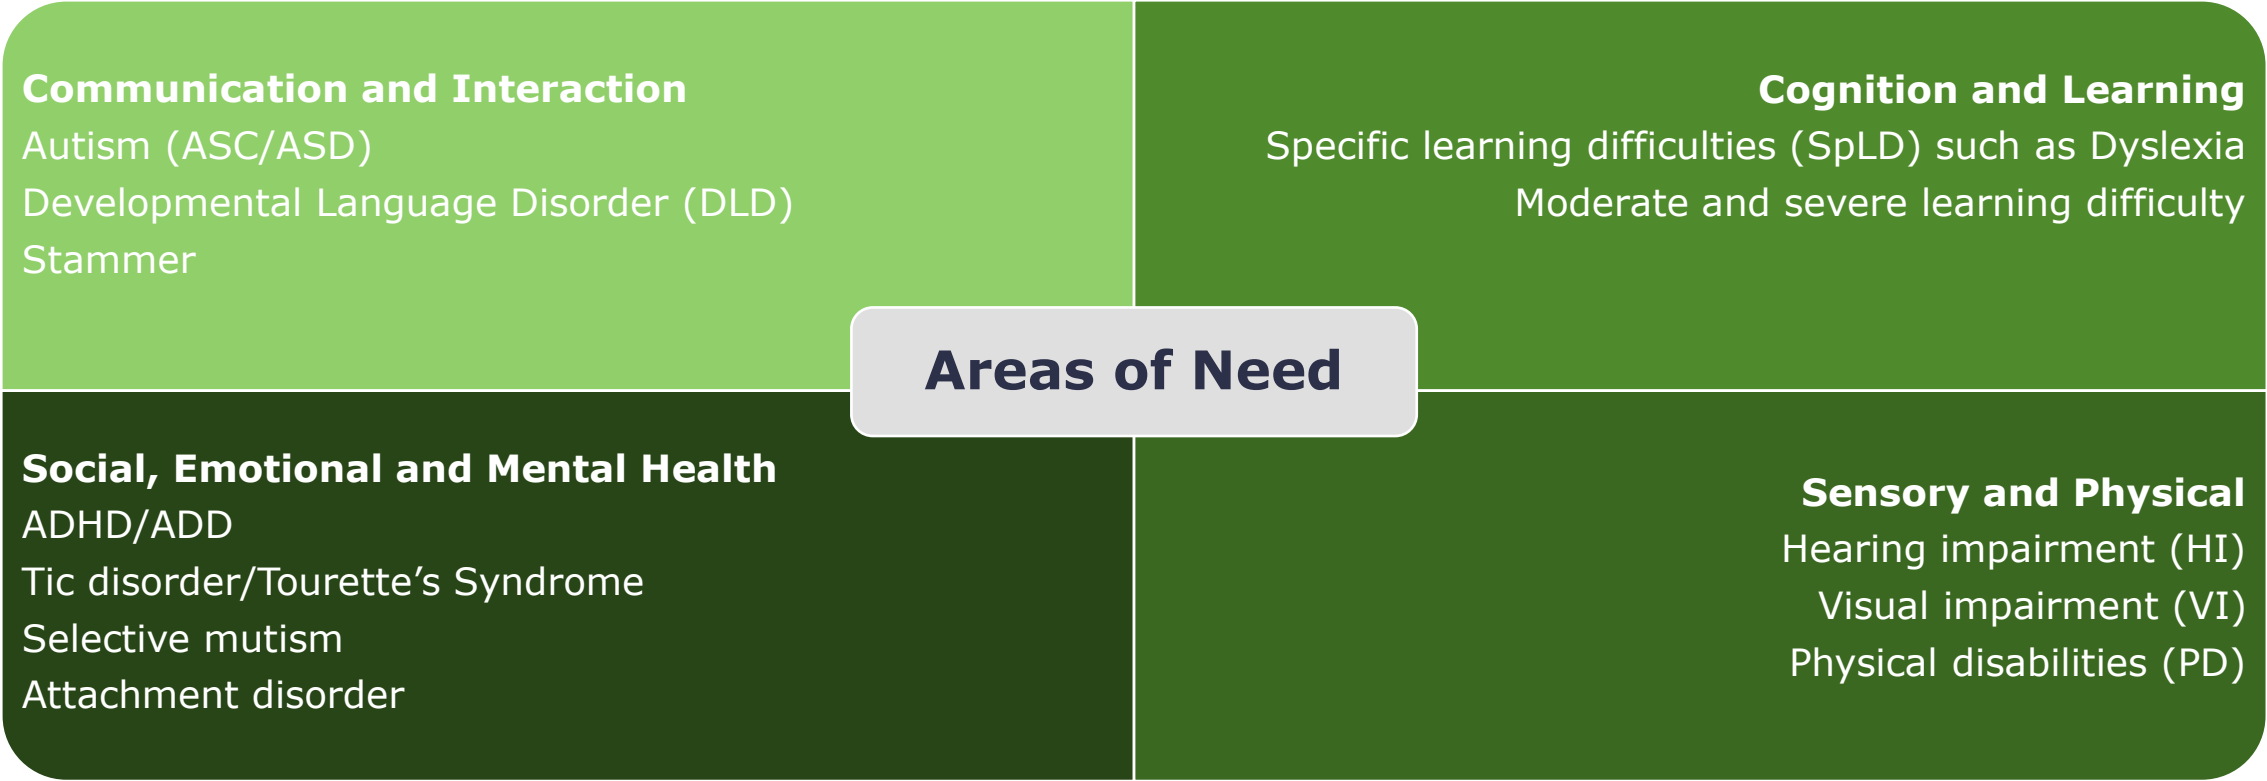 Communication and Interaction
Autism (ASC/ASD)
Developmental Language Disorder (DLD)
Stammer
Cognition and Learning
Specific learning difficulties (SpLD) such as Dyslexia
Moderate and severe learning difficulty
Areas of Need
Social, Emotional and Mental Health
ADHD/ADD
Tic disorder/Tourette’s Syndrome
Selective mutism
Attachment disorder
Sensory and Physical
Hearing impairment (HI)
Visual impairment (VI)
Physical disabilities (PD)